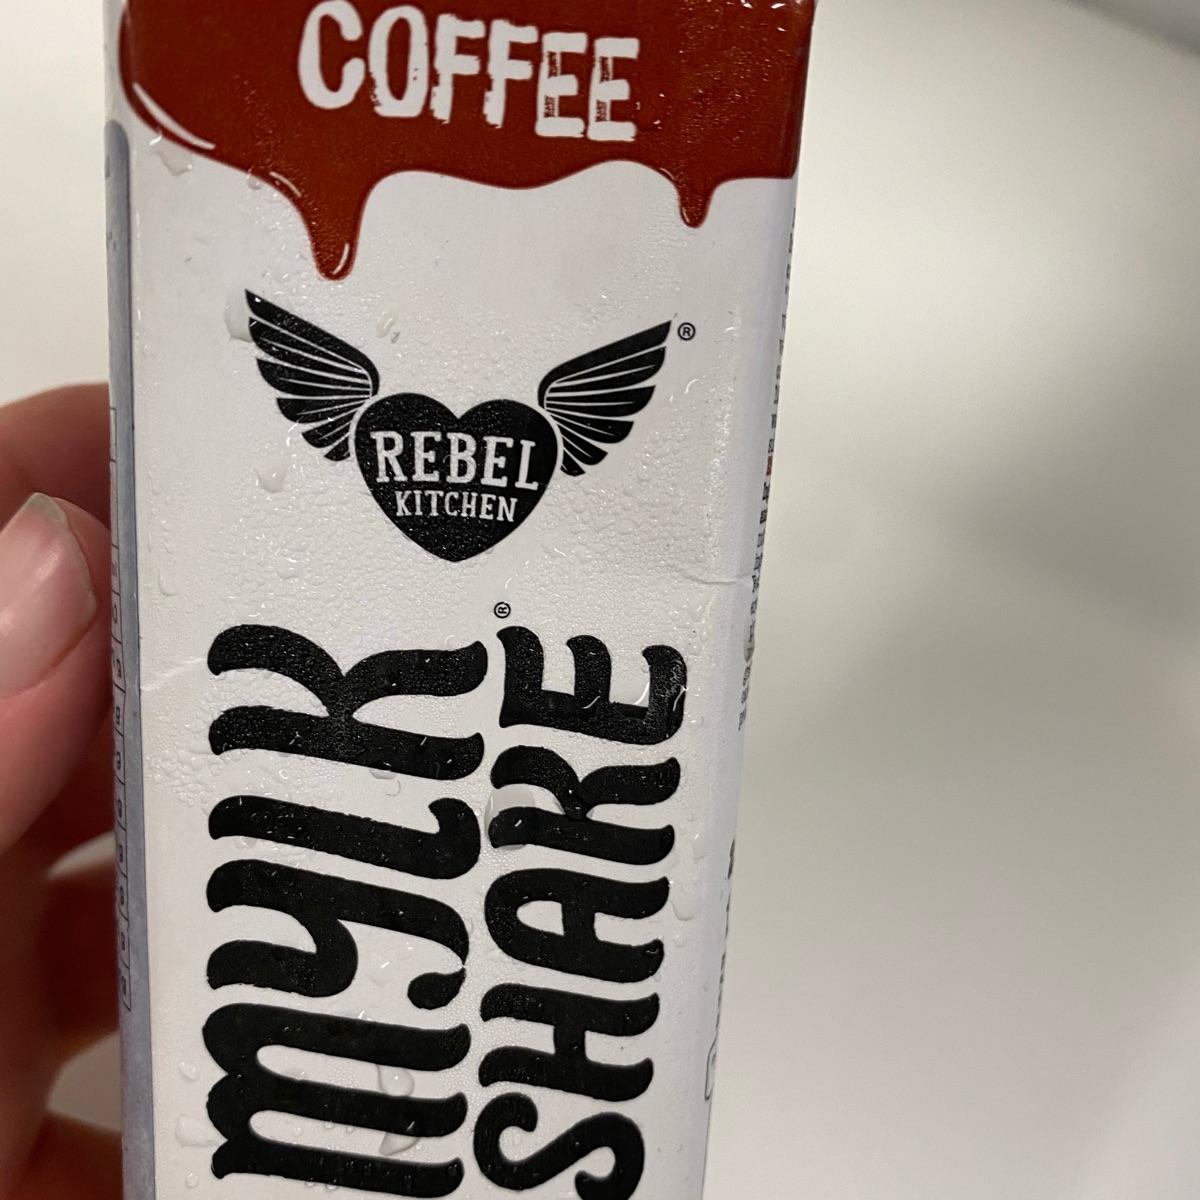 COFFEE
®
REBEL
KITCHEN
mylk®
SHAKE